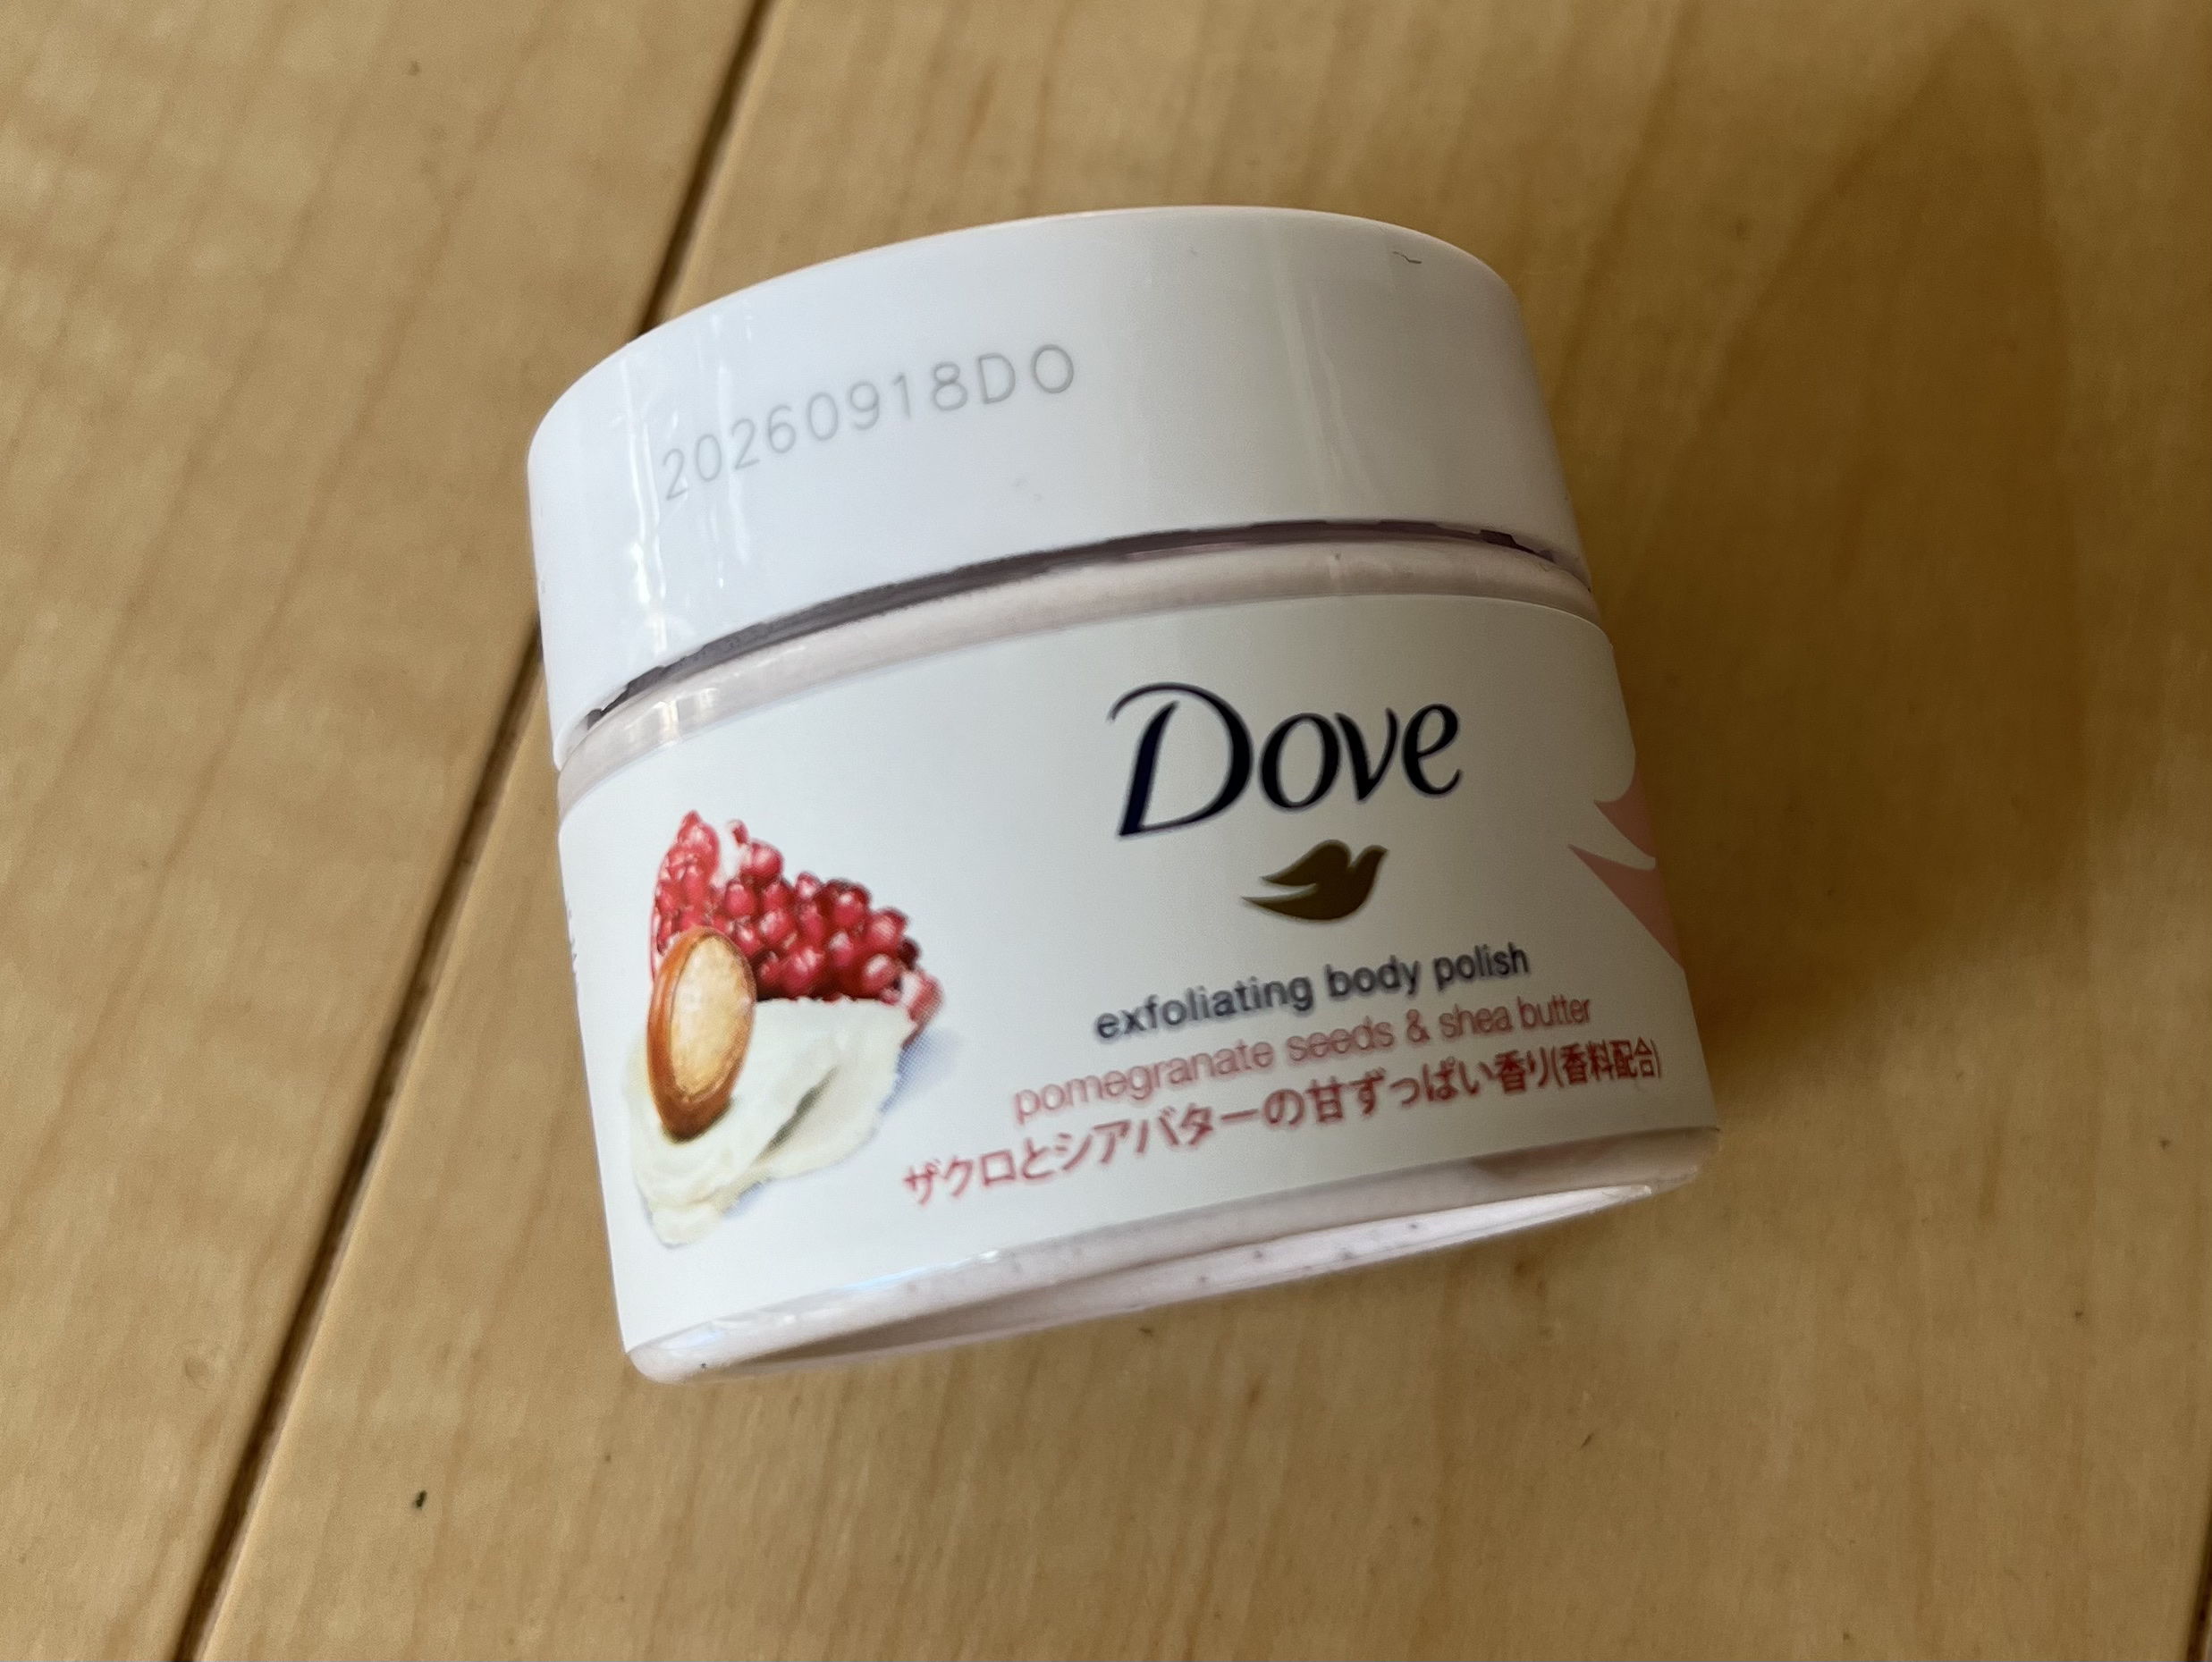 20260918DO
Dove
exfoliating body polish
pomegranate seeds & shea butter
ザクロとシアバターの甘ずっぱい香り(香料配合)